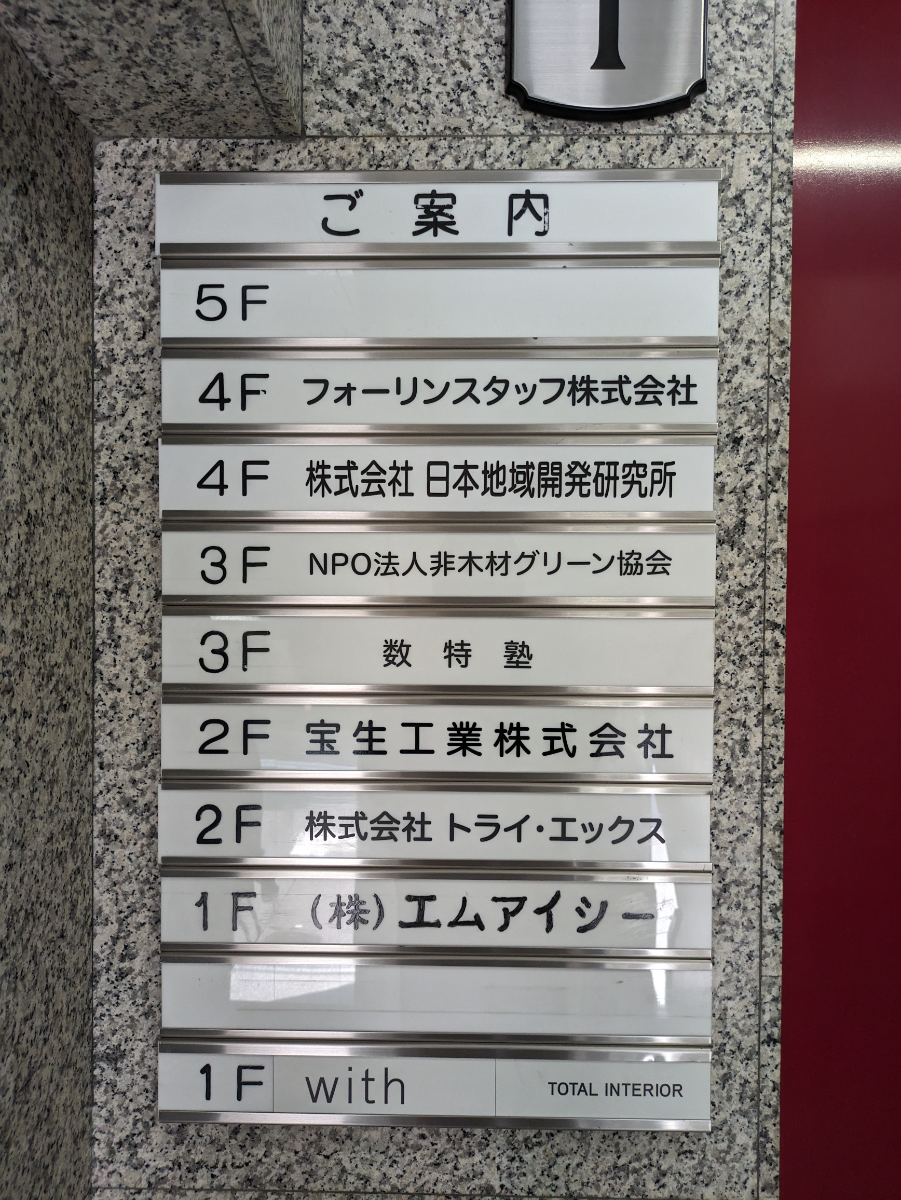 ご案内
5F
4F フォーリンスタッフ株式会社
4F 株式会社 日本地域開発研究所
3F NPO法人非木材グリーン協会
3F 数特塾
2F 宝生工業株式会社
2F 株式会社 トライ・エックス
1F (株)エムアイシー
1F with TOTAL INTERIOR